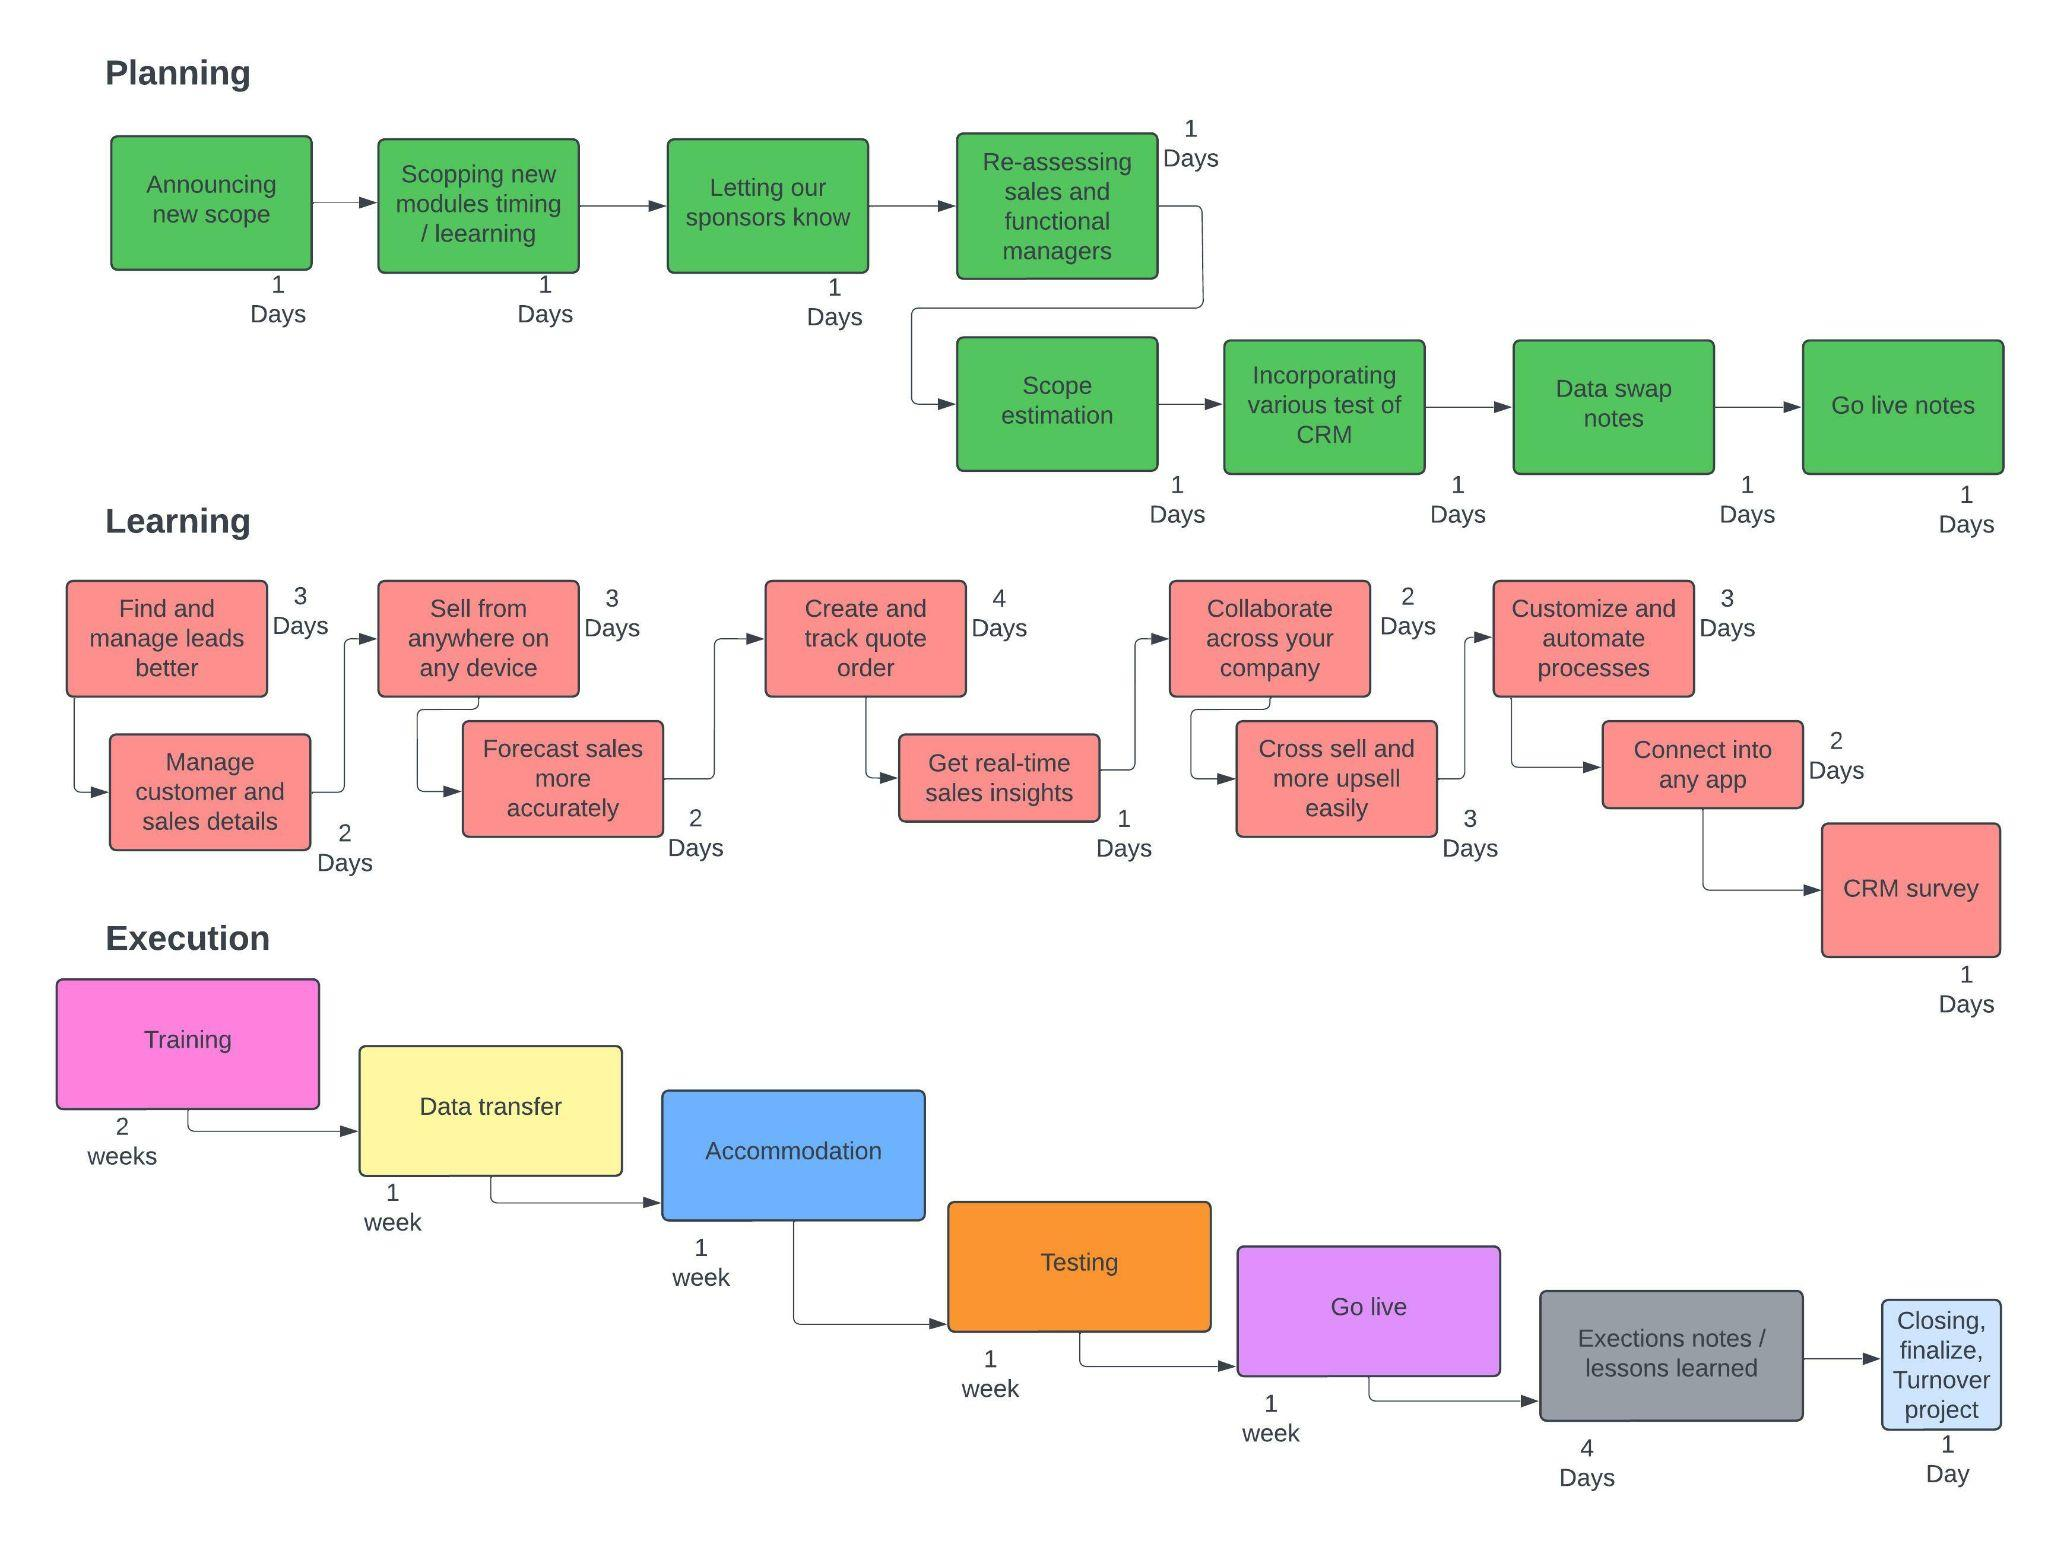 Planning
Announcing
new scope
1
Days
Scopping new
modules timing
/ leearning
1
Days
Letting our
sponsors know
1
Days
Re-assessing
sales and
functional
managers
1
Days
Scope
estimation
1
Days
Incorporating
various test of
CRM
1
Days
Data swap
notes
1
Days
Go live notes
1
Days
Learning
Find and
manage leads
better
3
Days
Manage
customer and
sales details
2
Days
Sell from
anywhere on
any device
3
Days
Forecast sales
more
accurately
2
Days
Create and
track quote
order
4
Days
Get real-time
sales insights
1
Days
Collaborate
across your
company
2
Days
Cross sell and
more upsell
easily
3
Days
Customize and
automate
processes
3
Days
Connect into
any app
2
Days
CRM survey
1
Days
Execution
Training
2
weeks
Data transfer
1
week
Accommodation
1
week
Testing
1
week
Go live
1
week
Exections notes /
lessons learned
4
Days
Closing,
finalize,
Turnover
project
1
Day